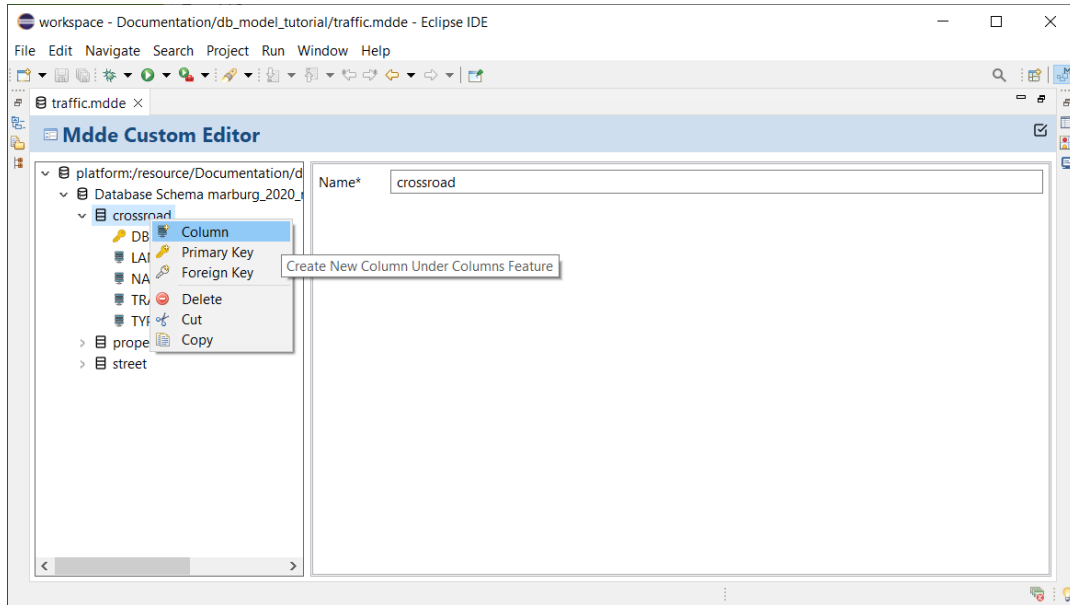 workspace - Documentation/db_model_tutorial/traffic.mdde - Eclipse IDE
File Edit Navigate Search Project Run Window Help
traffic.mdde
Mdde Custom Editor
platform:/resource/Documentation/d
Database Schema marburg_2020_
crossroad
Name* crossroad
DB
Column
LA
Primary Key
NA
Foreign Key
Create New Column Under Columns Feature
TR
Delete
TY
Cut
prope
Copy
street